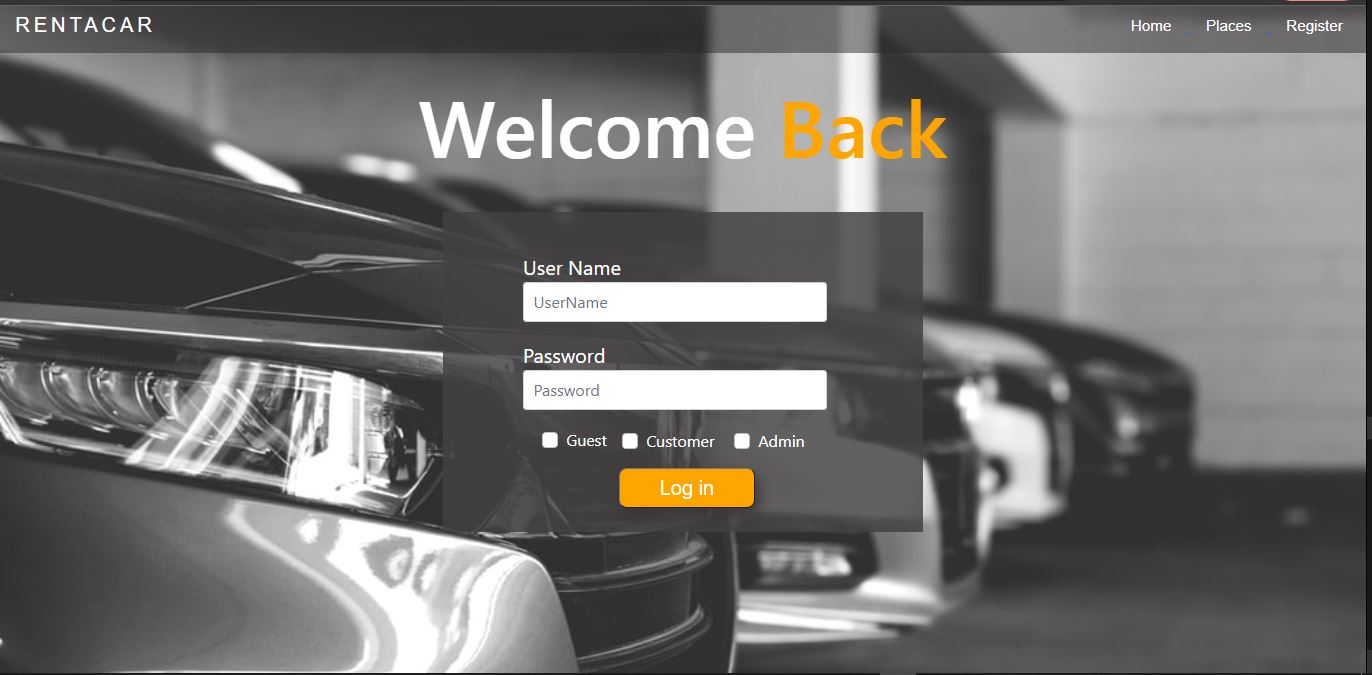 RENTACAR
Home Places Register
Welcome Back
User Name
UserName
Password
Password
Guest Customer Admin
Log in